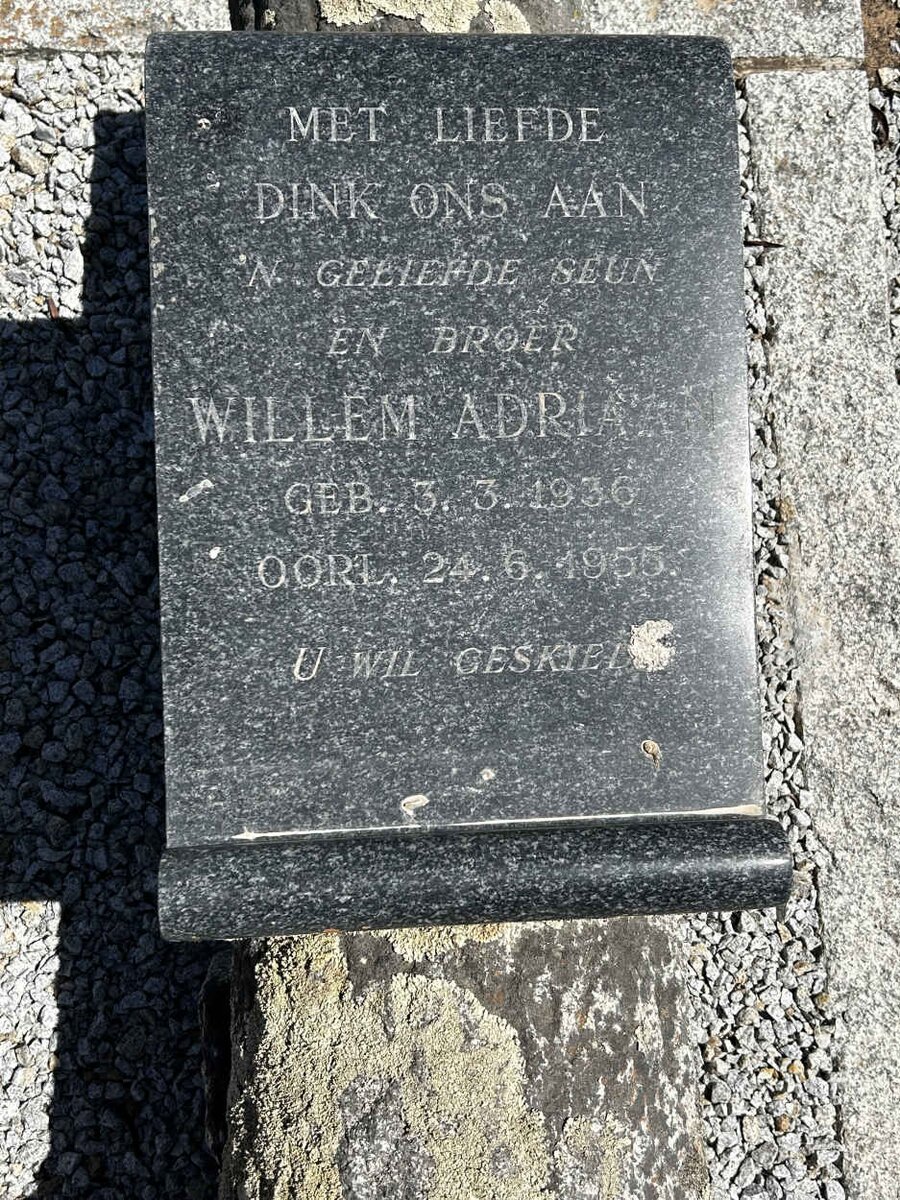 MET LIEFDE
DINK ONS AAN
'N GELIEFDE SEUN
EN BROER
WILLEM ADRIAAN
GEB. 3. 3. 1936
OORL. 24. 6. 1955.
U WIL GESKIED